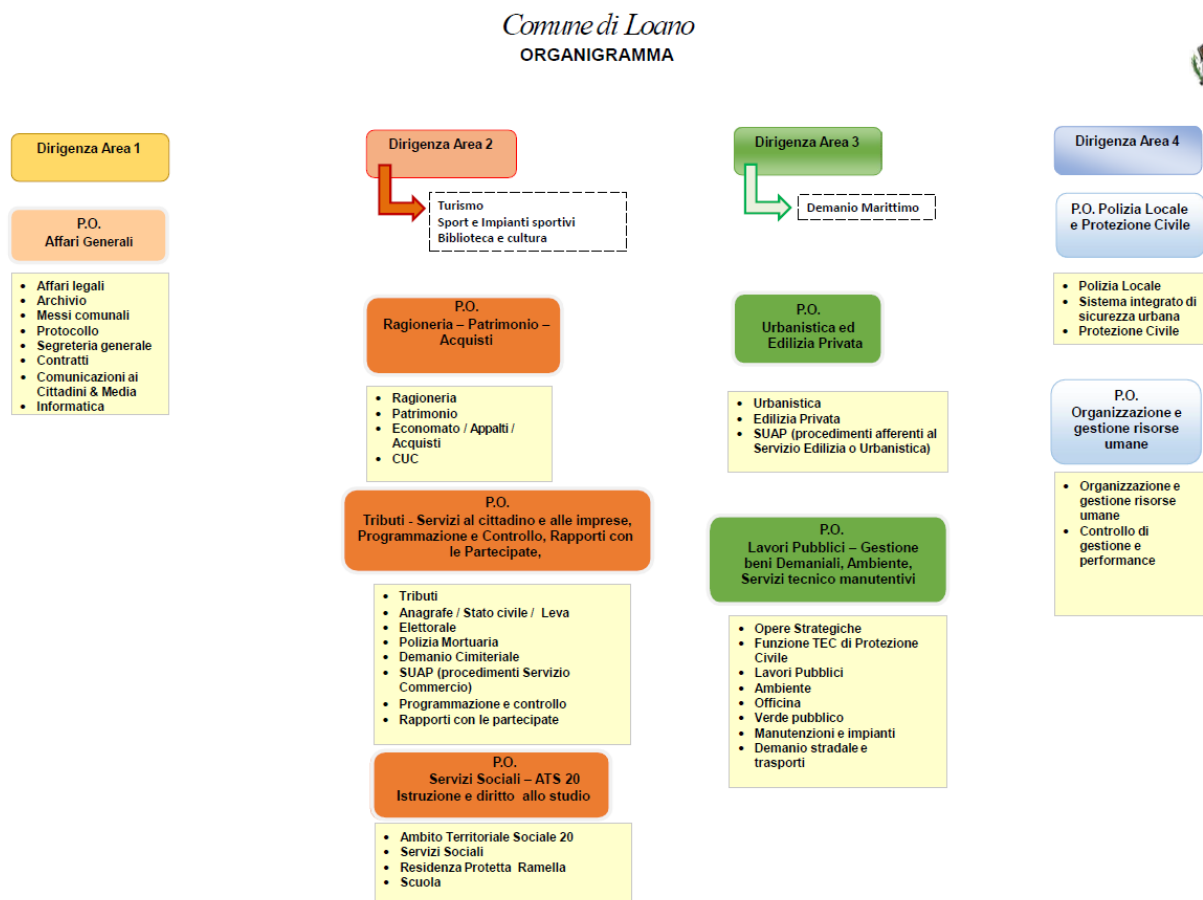 Comune di Loano
ORGANIGRAMMA
Dirigenza Area 1
P.O.
Affari Generali
• Affari legali
• Archivio
• Messi comunali
• Protocollo
• Segreteria generale
• Contratti
• Comunicazioni ai
Cittadini & Media
• Informatica
Dirigenza Area 2
Turismo
Sport e Impianti sportivi
Biblioteca e cultura
P.O.
Ragioneria – Patrimonio –
Acquisti
• Ragioneria
• Patrimonio
• Economato / Appalti /
Acquisti
• CUC
P.O.
Tributi - Servizi al cittadino e alle imprese,
Programmazione e Controllo, Rapporti con
le Partecipate,
• Tributi
• Anagrafe / Stato civile / Leva
• Elettorale
• Polizia Mortuaria
• Demanio Cimiteriale
• SUAP (procedimenti Servizio
Commercio)
• Programmazione e controllo
• Rapporti con le partecipate
P.O.
Servizi Sociali – ATS 20
Istruzione e diritto allo studio
• Ambito Territoriale Sociale 20
• Servizi Sociali
• Residenza Protetta Ramella
• Scuola
Dirigenza Area 3
Demanio Marittimo
P.O.
Urbanistica ed
Edilizia Privata
• Urbanistica
• Edilizia Privata
• SUAP (procedimenti afferenti al
Servizio Edilizia o Urbanistica)
P.O.
Lavori Pubblici – Gestione
beni Demaniali, Ambiente,
Servizi tecnico manutentivi
• Opere Strategiche
• Funzione TEC di Protezione
Civile
• Lavori Pubblici
• Ambiente
• Officina
• Verde pubblico
• Manutenzioni e impianti
• Demanio stradale e
trasporti
Dirigenza Area 4
P.O. Polizia Locale
e Protezione Civile
• Polizia Locale
• Sistema integrato di
sicurezza urbana
• Protezione Civile
P.O.
Organizzazione e
gestione risorse
umane
• Organizzazione e
gestione risorse
umane
• Controllo di
gestione e
performance